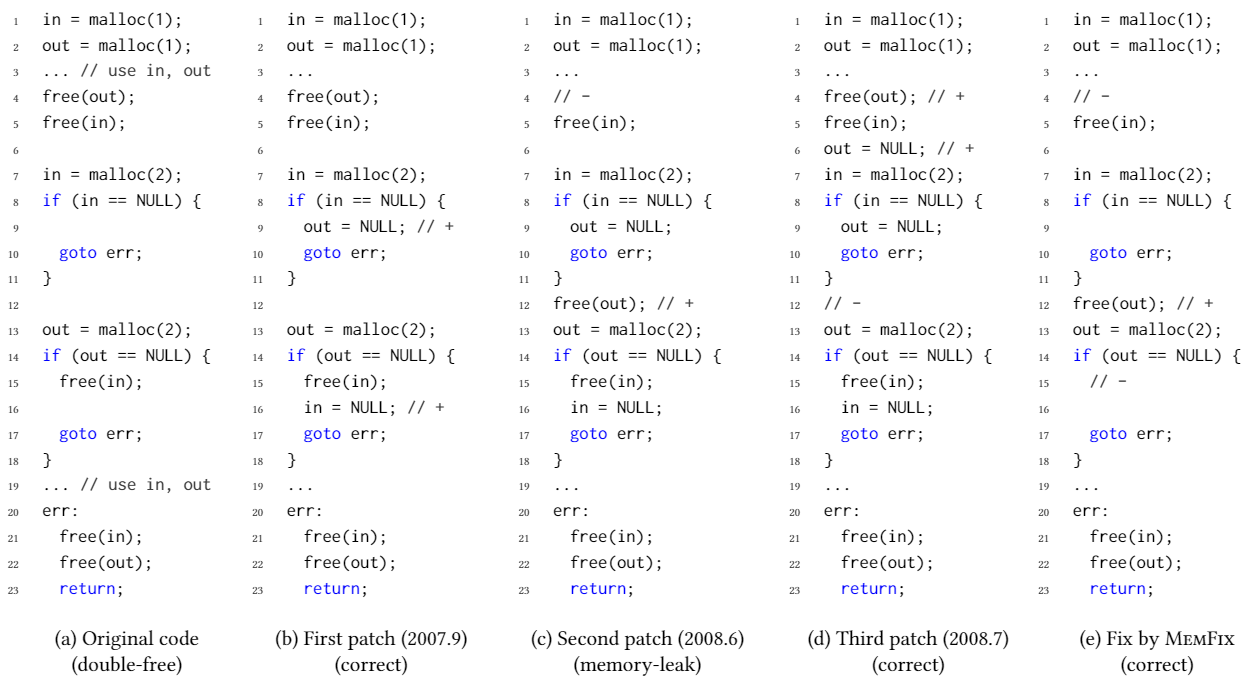 1 in = malloc(1);
2 out = malloc(1);
3 ... // use in, out
4 free(out);
5 free(in);
6
7 in = malloc(2);
8 if (in == NULL) {
9
10 goto err;
11 }
12
13 out = malloc(2);
14 if (out == NULL) {
15 free(in);
16
17 goto err;
18 }
19 ... // use in, out
20 err:
21 free(in);
22 free(out);
23 return;
(a) Original code
(double-free)
1 in = malloc(1);
2 out = malloc(1);
3 ...
4 free(out);
5 free(in);
6
7 in = malloc(2);
8 if (in == NULL) {
9 out = NULL; // +
10 goto err;
11 }
12
13 out = malloc(2);
14 if (out == NULL) {
15 free(in);
16 in = NULL; // +
17 goto err;
18 }
19 ...
20 err:
21 free(in);
22 free(out);
23 return;
(b) First patch (2007.9)
(correct)
1 in = malloc(1);
2 out = malloc(1);
3 ...
4 // -
5 free(in);
6
7 in = malloc(2);
8 if (in == NULL) {
9 out = NULL;
10 goto err;
11 }
12 free(out); // +
13 out = malloc(2);
14 if (out == NULL) {
15 free(in);
16 in = NULL;
17 goto err;
18 }
19 ...
20 err:
21 free(in);
22 free(out);
23 return;
(c) Second patch (2008.6)
(memory-leak)
1 in = malloc(1);
2 out = malloc(1);
3 ...
4 free(out); // +
5 free(in);
6 out = NULL; // +
7 in = malloc(2);
8 if (in == NULL) {
9 out = NULL;
10 goto err;
11 }
12 // -
13 out = malloc(2);
14 if (out == NULL) {
15 free(in);
16 in = NULL;
17 goto err;
18 }
19 ...
20 err:
21 free(in);
22 free(out);
23 return;
(d) Third patch (2008.7)
(correct)
1 in = malloc(1);
2 out = malloc(1);
3 ...
4 // -
5 free(in);
6
7 in = malloc(2);
8 if (in == NULL) {
9
10 goto err;
11 }
12 free(out); // +
13 out = malloc(2);
14 if (out == NULL) {
15 // -
16
17 goto err;
18 }
19 ...
20 err:
21 free(in);
22 free(out);
23 return;
(e) Fix by MEMFIX
(correct)